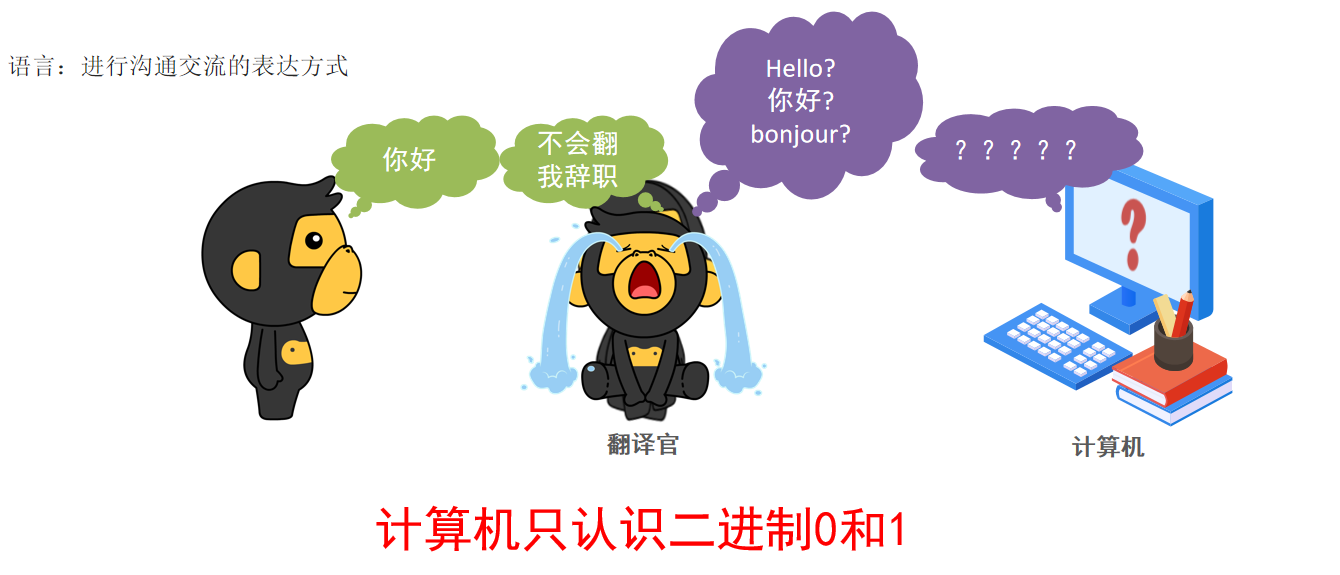 语言：进行沟通交流的表达方式
你好
不会翻
我辞职
Hello?
你好?
bonjour?
？？？？？
?
翻译官
计算机
计算机只认识二进制0和1